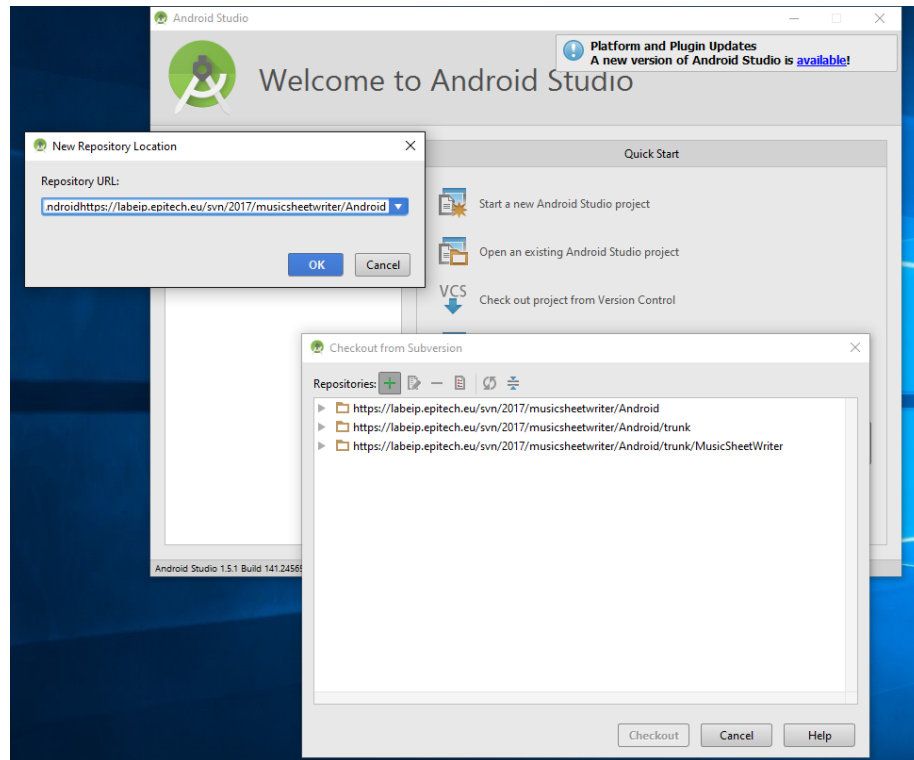 Android Studio
Platform and Plugin Updates
A new version of Android Studio is available!
Welcome to Android Studio
New Repository Location
Repository URL:
ndroidhttps://labeip.epitech.eu/svn/2017/musicsheetwriter/Android
OK Cancel
Quick Start
Start a new Android Studio project
Open an existing Android Studio project
VCS
Check out project from Version Control
Checkout from Subversion
Repositories:
https://labeip.epitech.eu/svn/2017/musicsheetwriter/Android
https://labeip.epitech.eu/svn/2017/musicsheetwriter/Android/trunk
https://labeip.epitech.eu/svn/2017/musicsheetwriter/Android/trunk/MusicSheetWriter
Android Studio 1.5.1 Build 141.24565
Checkout Cancel Help